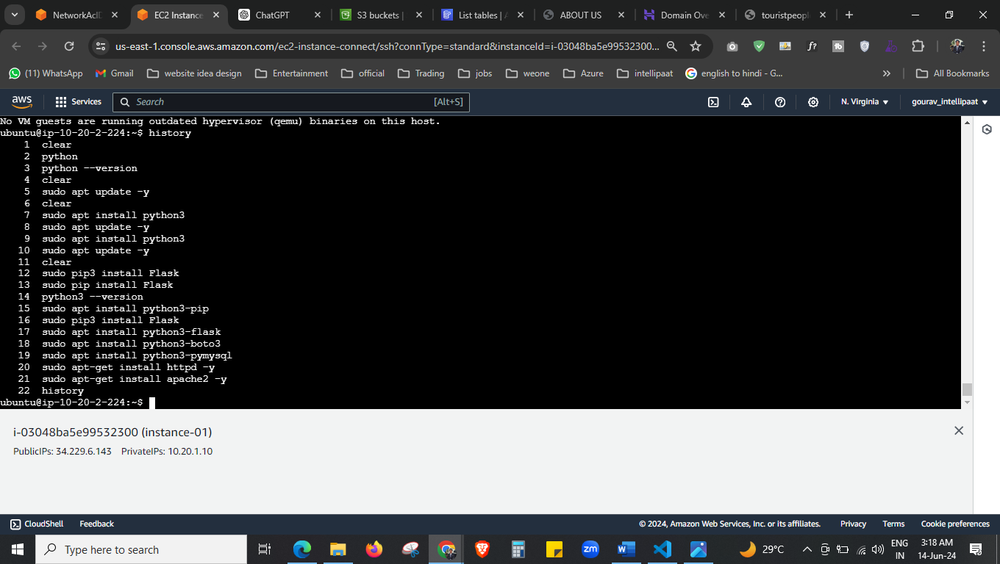 NetworkAclD
EC2 Instance
ChatGPT
S3 buckets |
List tables | A
ABOUT US
Domain Ove
touristpeopl
us-east-1.console.aws.amazon.com/ec2-instance-connect/ssh?connType=standard&instanceId=i-03048ba5e99532300...
(11) WhatsApp
Gmail
website idea design
Entertainment
official
Trading
jobs
weone
Azure
intellipaat
english to hindi - G...
All Bookmarks
aws
Services
Search
[Alt+S]
N. Virginia
gourav_intellipaat
No VM guests are running outdated hypervisor (qemu) binaries on this host.
ubuntu@ip-10-20-2-224:~$ history
1 clear
2 python
3 python --version
4 clear
5 sudo apt update -y
6 clear
7 sudo apt install python3
8 sudo apt update -y
9 sudo apt install python3
10 sudo apt update -y
11 clear
12 sudo pip3 install Flask
13 sudo pip install Flask
14 python3 --version
15 sudo apt install python3-pip
16 sudo pip3 install Flask
17 sudo apt install python3-flask
18 sudo apt install python3-boto3
19 sudo apt install python3-pymysql
20 sudo apt-get install httpd -y
21 sudo apt-get install apache2 -y
22 history
ubuntu@ip-10-20-2-224:~$
i-03048ba5e99532300 (instance-01)
PublicIPs: 34.229.6.143 PrivateIPs: 10.20.1.10
CloudShell
Feedback
© 2024, Amazon Web Services, Inc. or its affiliates.
Privacy
Terms
Cookie preferences
Type here to search
zm
29°C
ENG
IN
3:18 AM
14-Jun-24